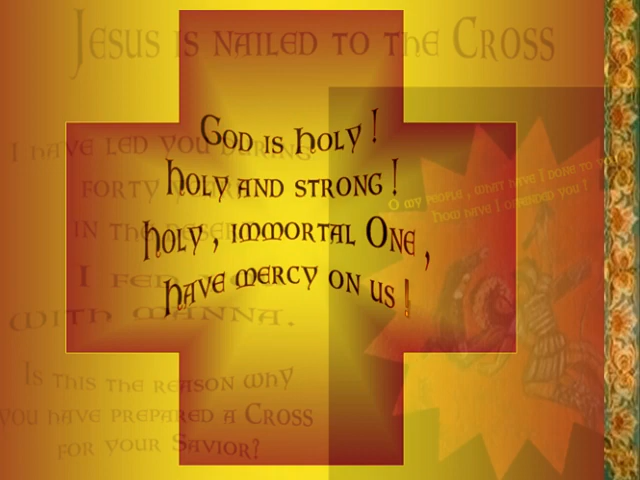 Jesus is nailed to the Cross
God is Holy !
Holy and strong !
Holy , immortal One ,
have mercy on us !
I have led you during
forty years
in the desert
I fed you
with manna.
Is this the reason why
you have prepared a Cross
for your Savior?
O my people , what have I done to you
How have I offended you !